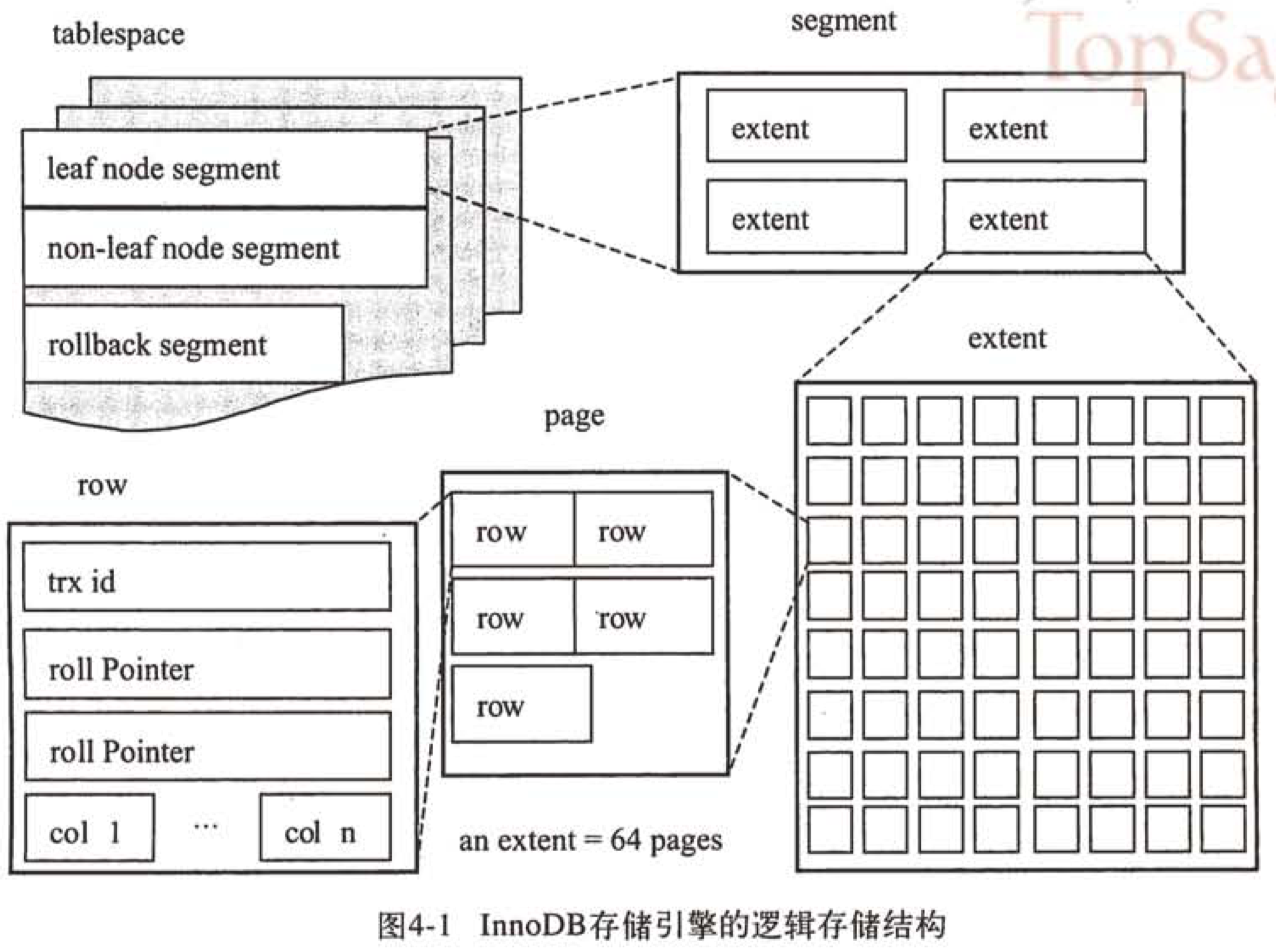 tablespace
segment
TopSa
leaf node segment
non-leaf node segment
rollback segment
extent
extent
extent
extent
extent
page
row
row
row
row
row
row
trx id
roll Pointer
roll Pointer
col 1
...
col n
an extent = 64 pages
图4-1 InnoDB存储引擎的逻辑存储结构